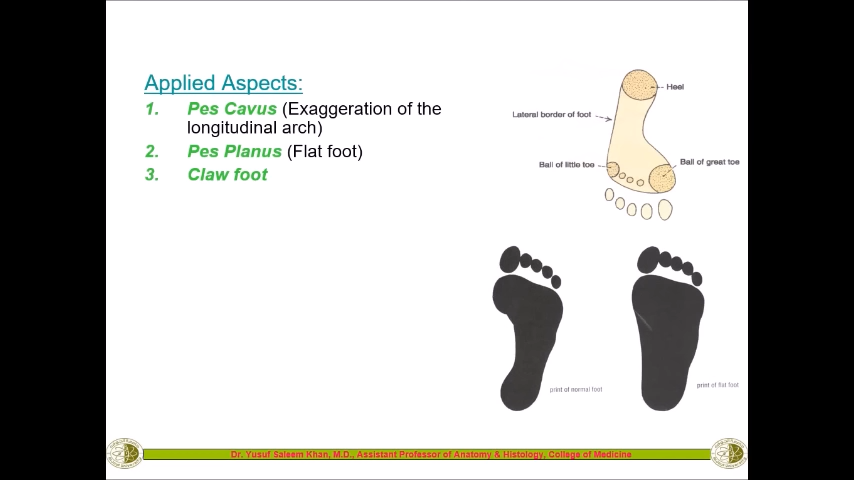 Applied Aspects:
1. Pes Cavus (Exaggeration of the
longitudinal arch)
2. Pes Planus (Flat foot)
3. Claw foot
Heel
Lateral border of foot
Ball of little toe
Ball of great toe
print of normal foot
print of flat foot
Dr. Yusuf Saleem Khan, M.D., Assistant Professor of Anatomy & Histology, College of Medicine